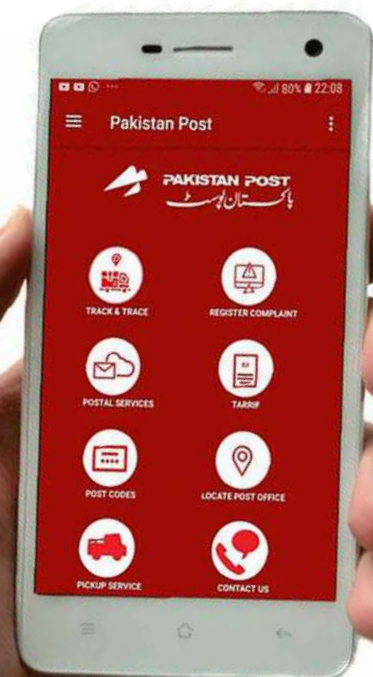 80% 22:08
Pakistan Post
PAKISTAN POST
پاکستان پوسٹ
TRACK & TRACE
REGISTER COMPLAINT
POSTAL SERVICES
TARRIF
POST CODES
LOCATE POST OFFICE
PICKUP SERVICE
CONTACT US